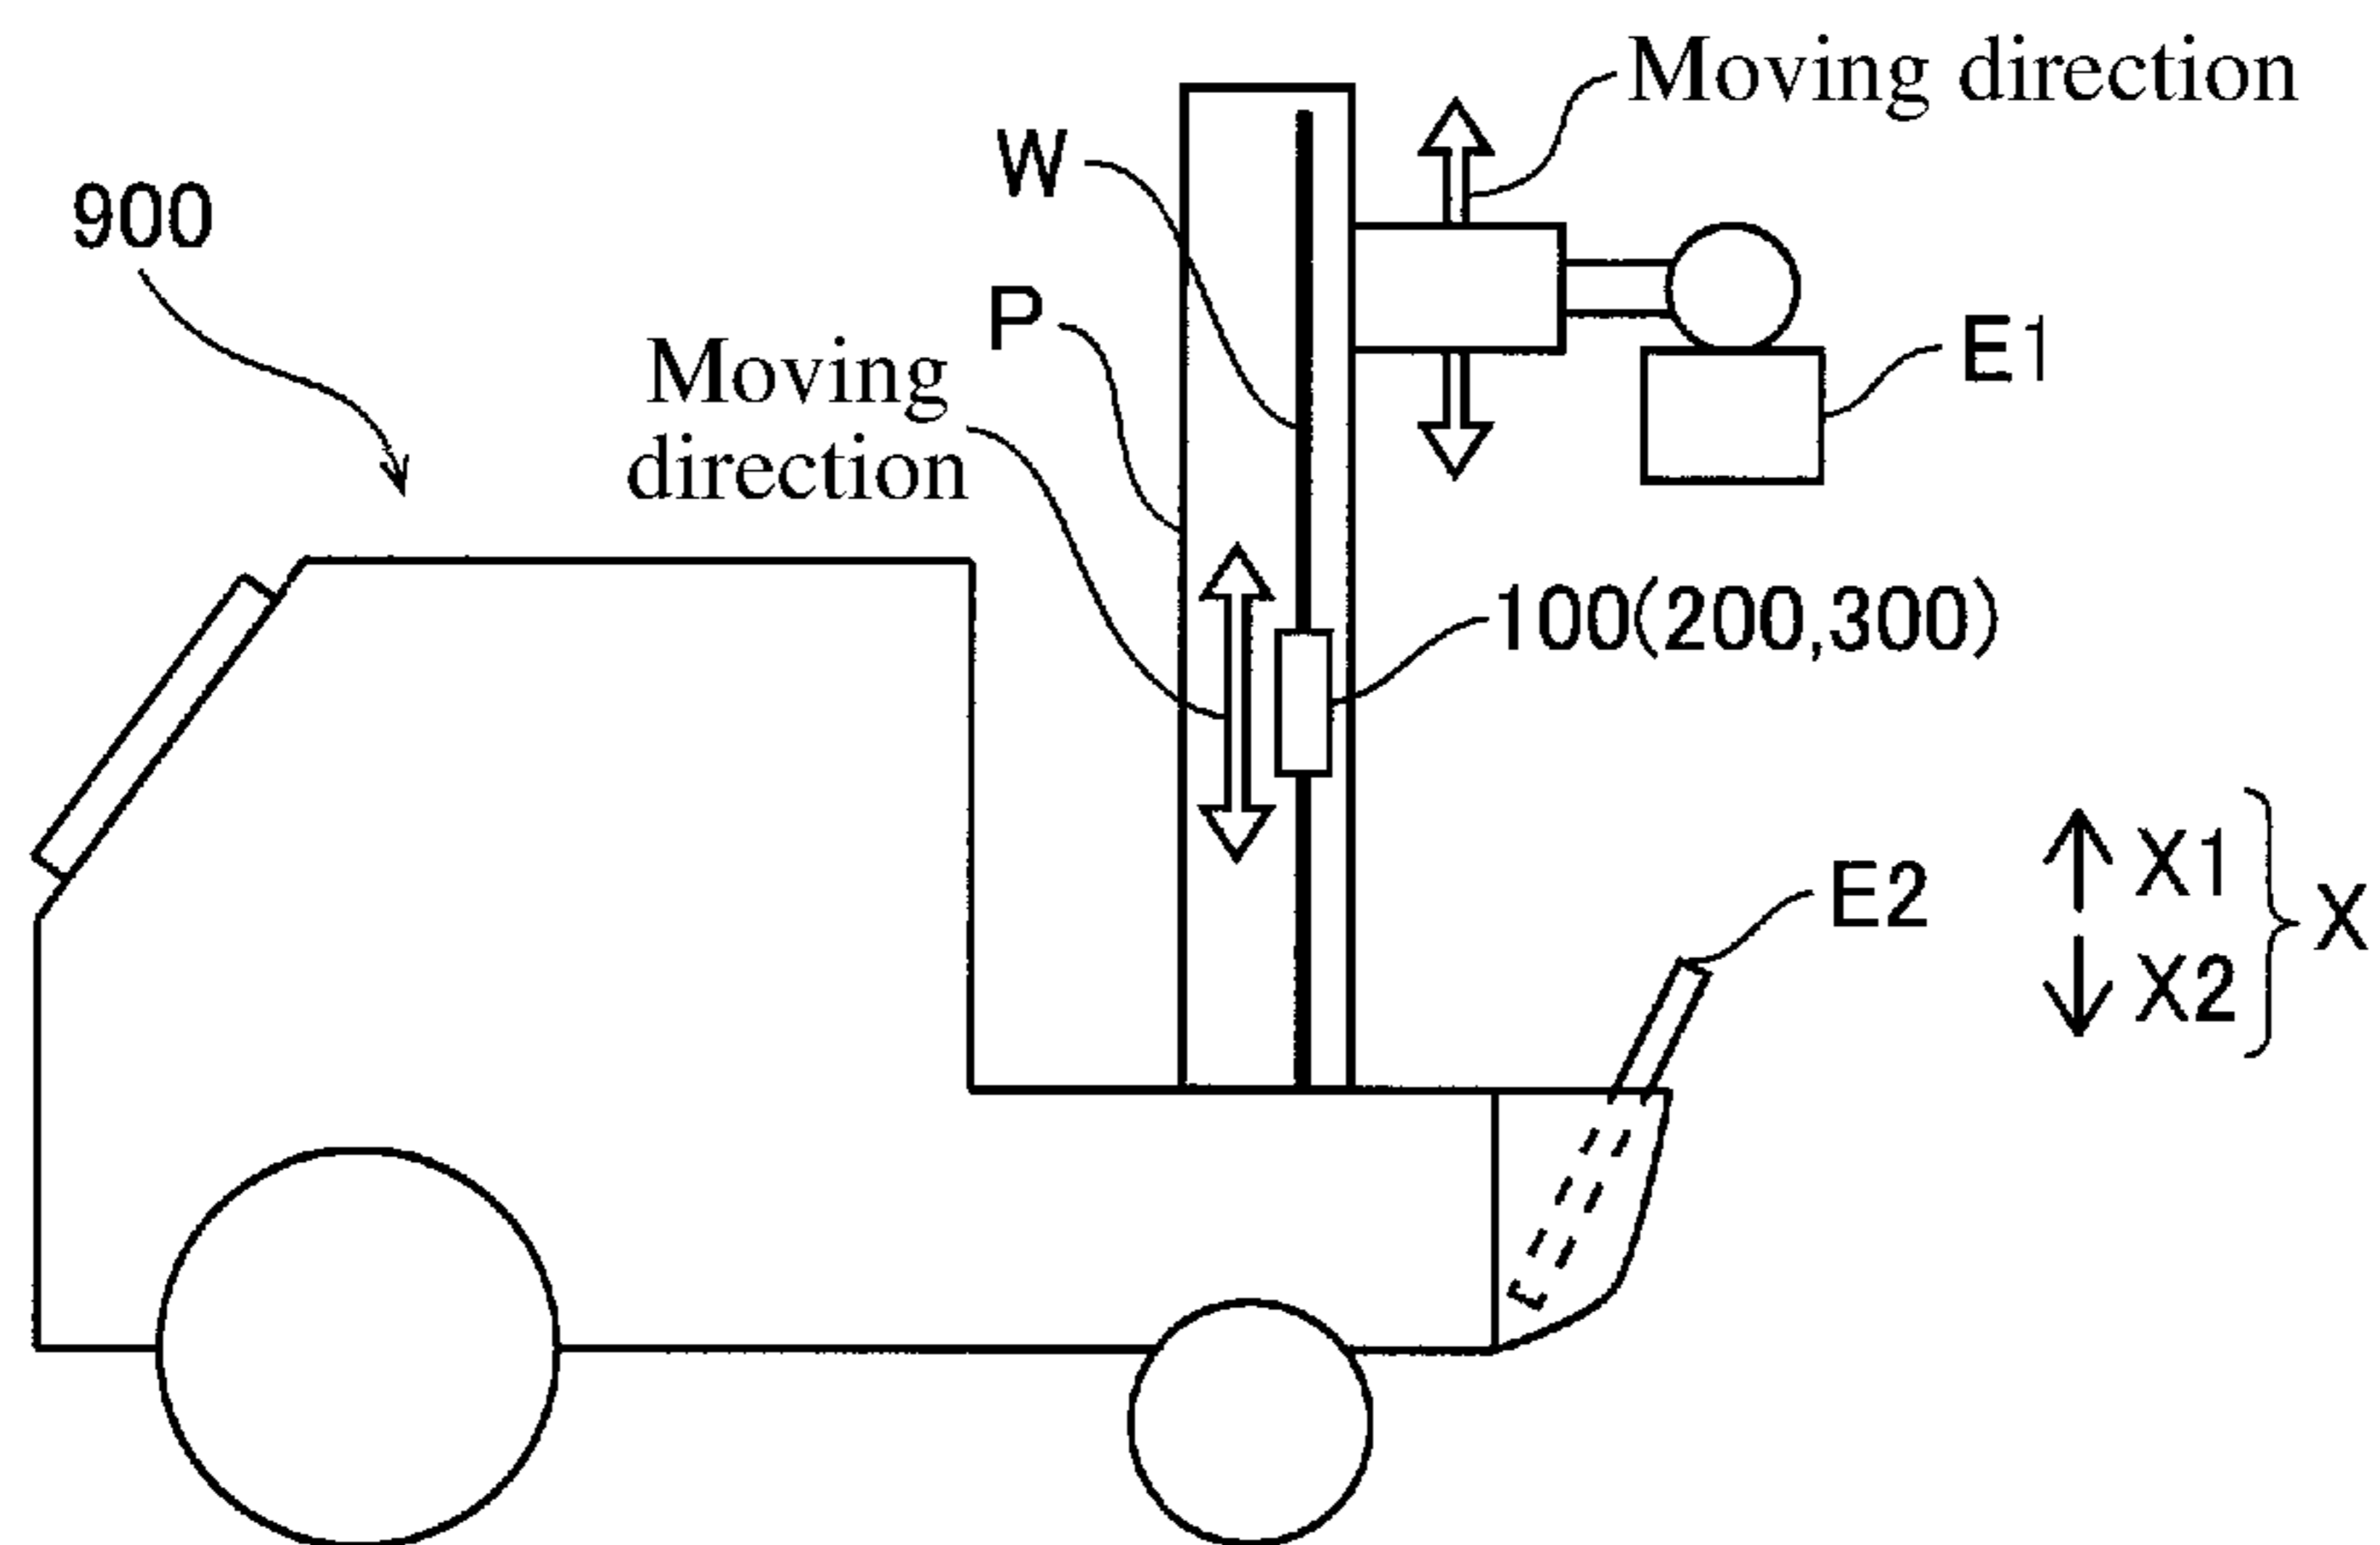 Moving direction
W
900
P
E1
Moving
direction
100(200,300)
X1
E2
X
X2